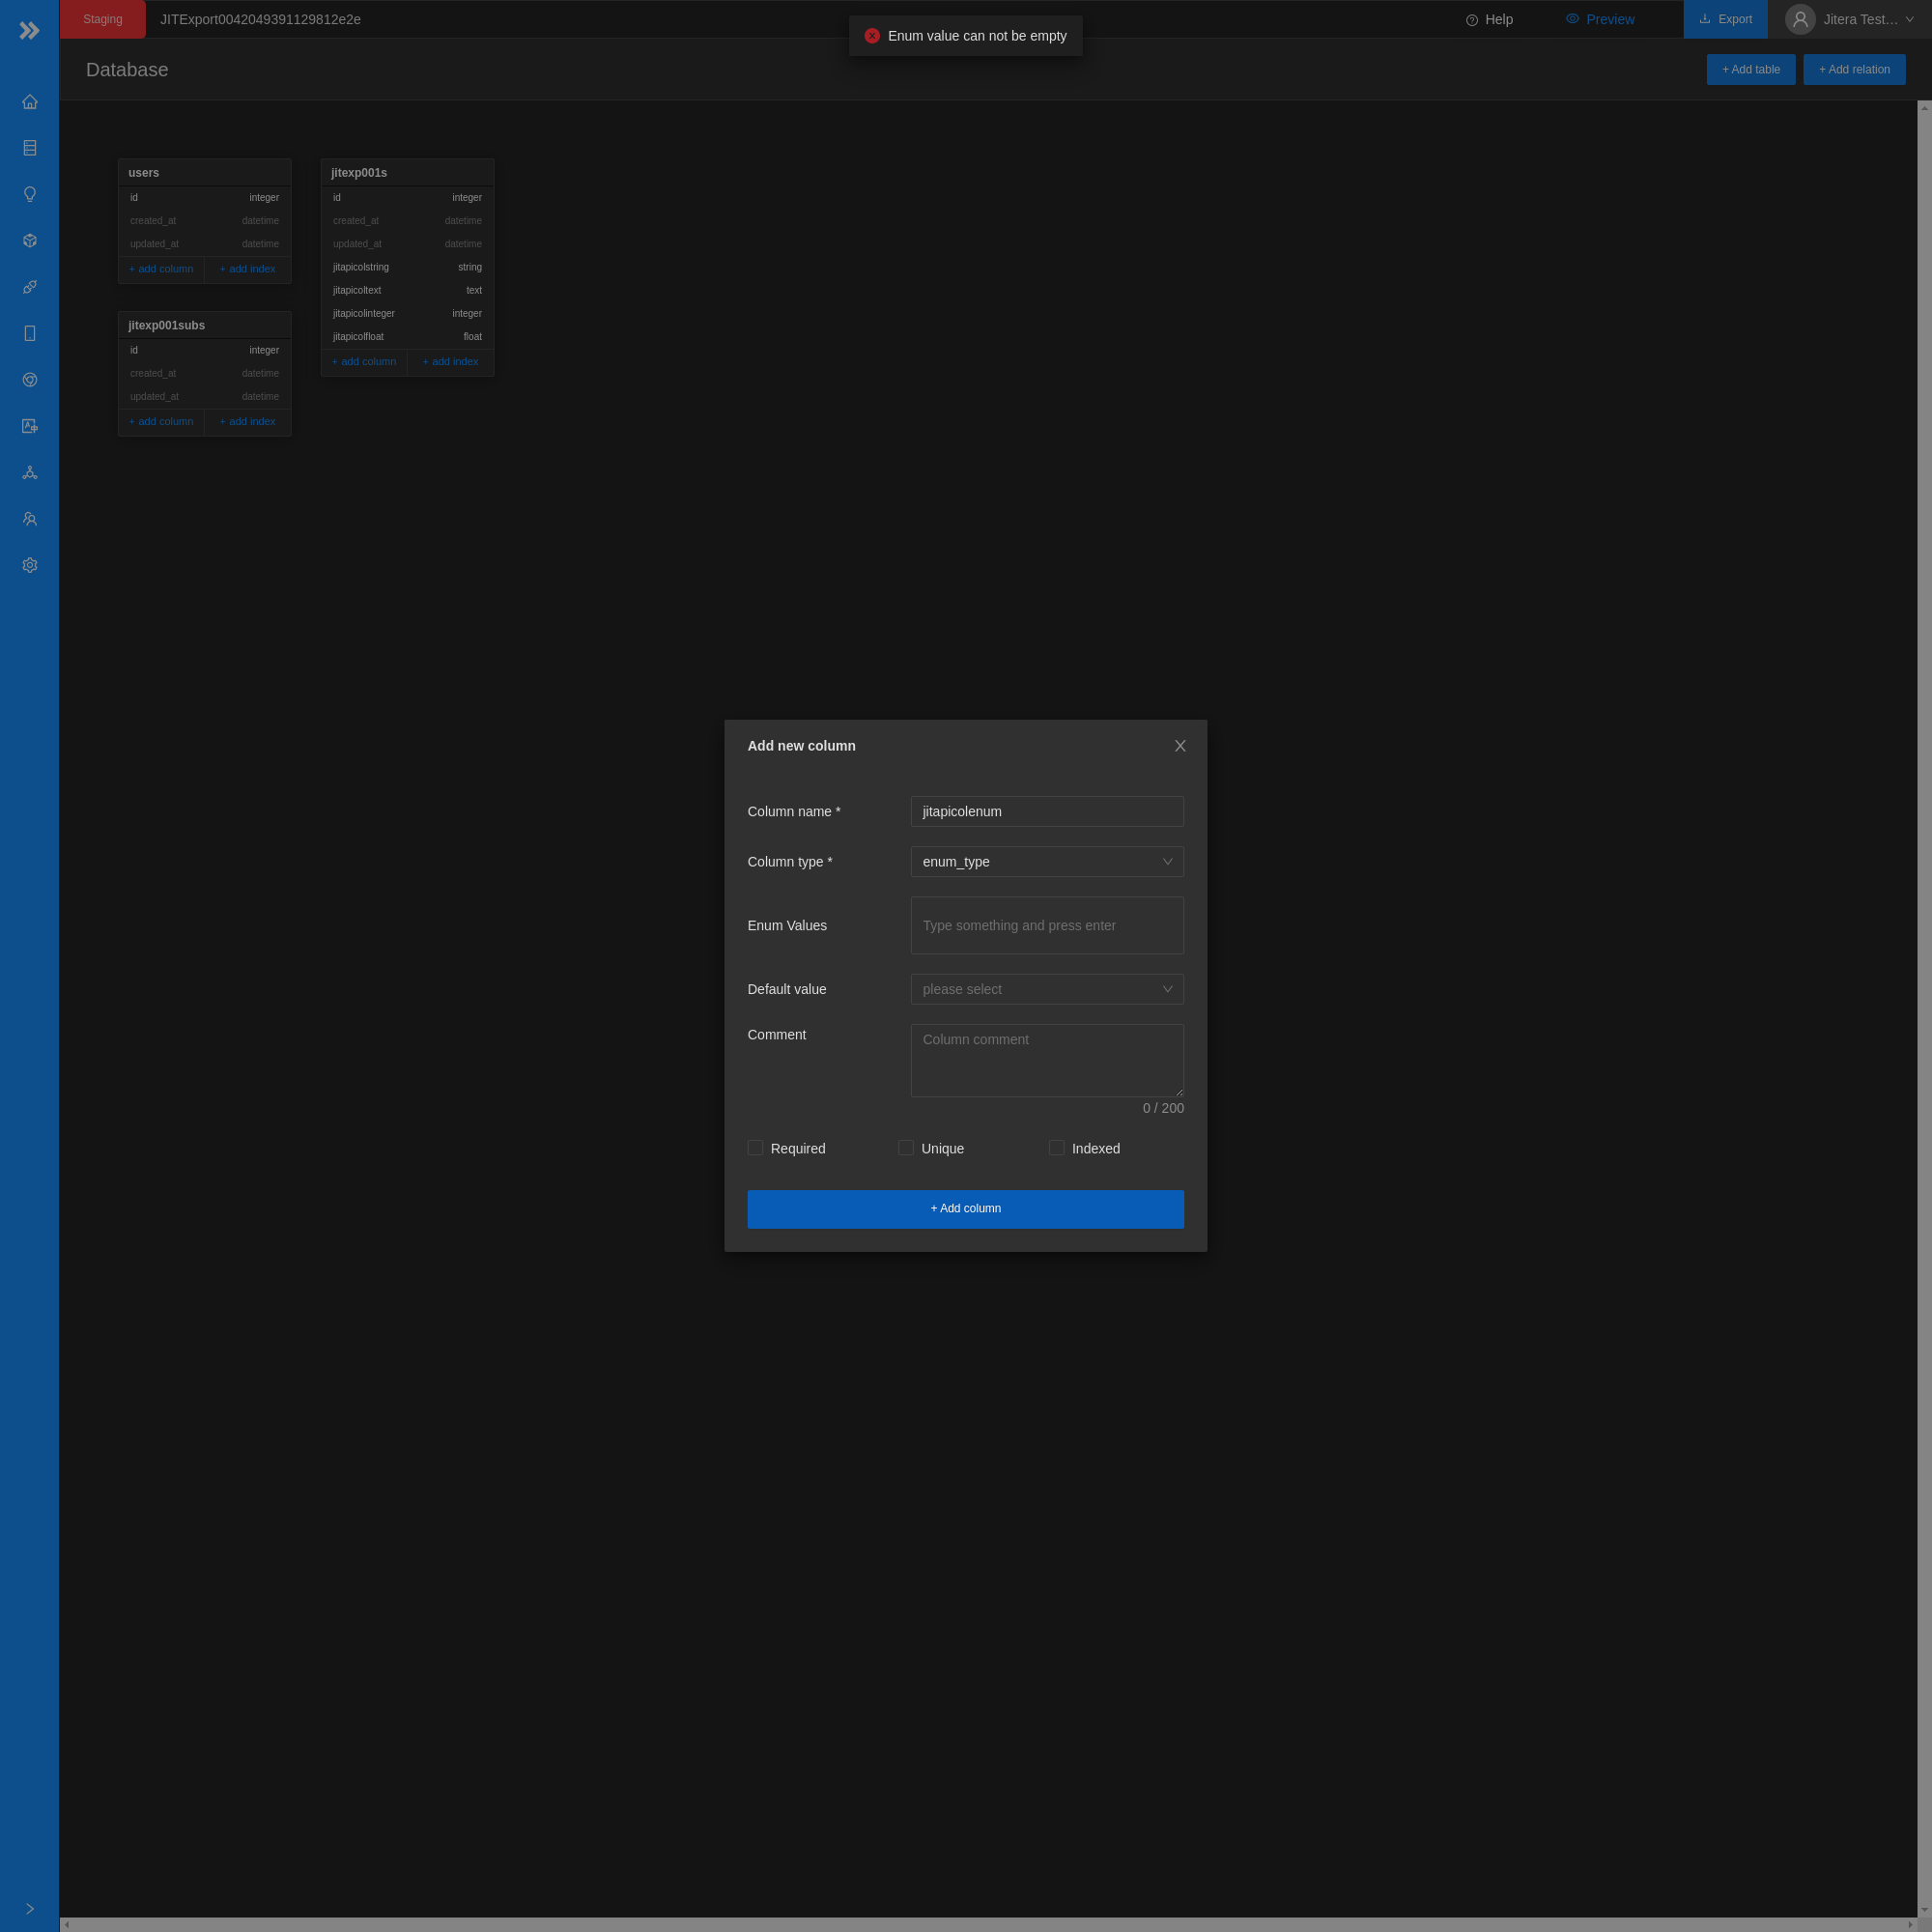 Staging
JITExport0042049391129812e2e
Enum value can not be empty
Help
Preview
Export
Jitera Test…
Database
+ Add table
+ Add relation
users
id integer
created_at datetime
updated_at datetime
+ add column + add index
jitexp001s
id integer
created_at datetime
updated_at datetime
jitapicolstring string
jitapicoltext text
jitapicolinteger integer
jitapicolfloat float
+ add column + add index
jitexp001subs
id integer
created_at datetime
updated_at datetime
+ add column + add index
Add new column
Column name * jitapicolenum
Column type * enum_type
Enum Values Type something and press enter
Default value please select
Comment Column comment
0 / 200
Required Unique Indexed
+ Add column